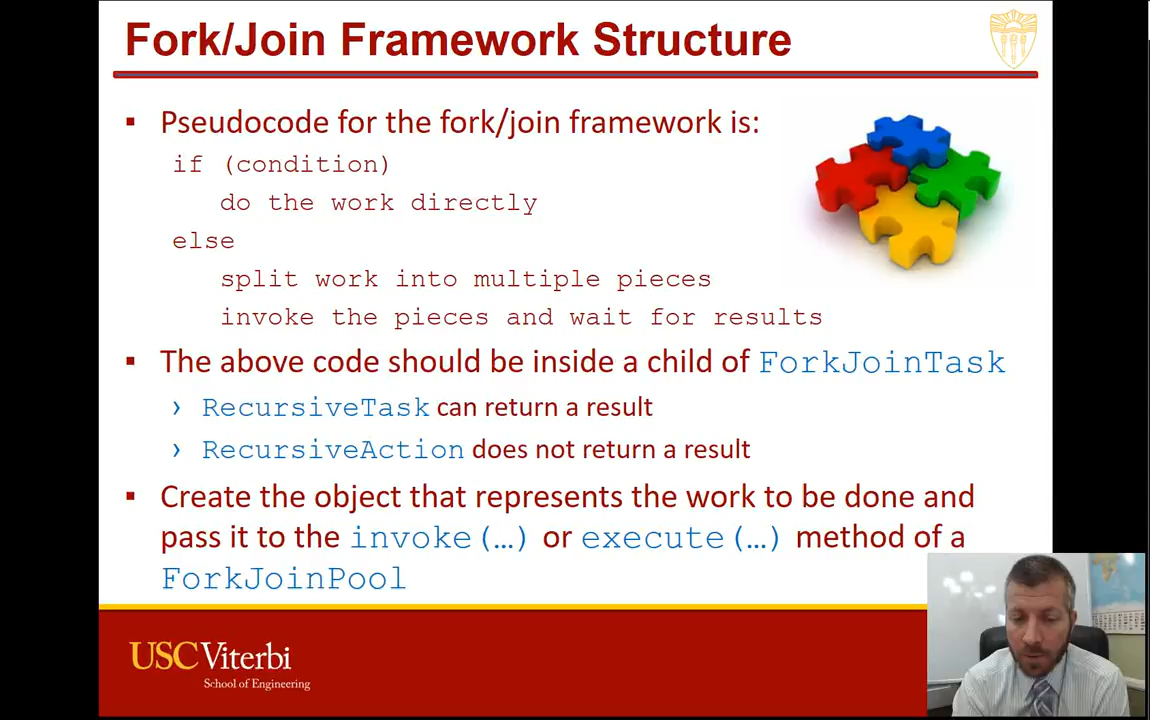 Fork/Join Framework Structure
▪ Pseudocode for the fork/join framework is:
if (condition)
do the work directly
else
split work into multiple pieces
invoke the pieces and wait for results
▪ The above code should be inside a child of ForkJoinTask
› RecursiveTask can return a result
› RecursiveAction does not return a result
▪ Create the object that represents the work to be done and
pass it to the invoke(…) or execute(…) method of a
ForkJoinPool
USC Viterbi
School of Engineering